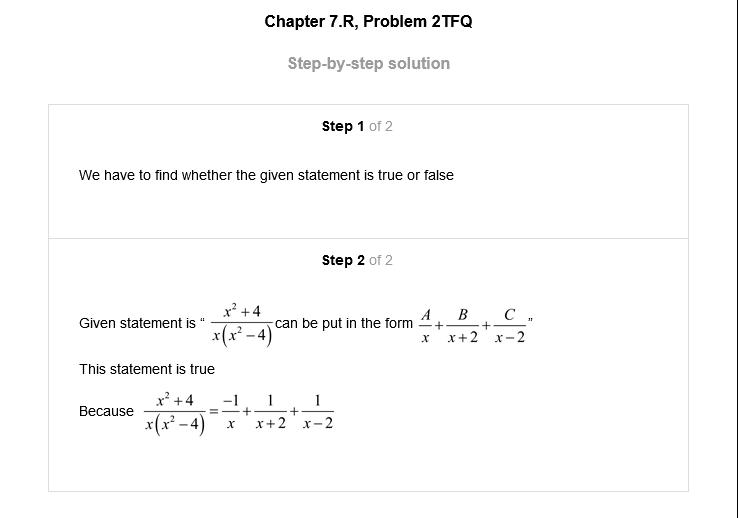 Chapter 7.R, Problem 2TFQ
Step-by-step solution
Step 1 of 2
We have to find whether the given statement is true or false
Step 2 of 2
Given statement is “ \frac{x^2+4}{x(x^2-4)} can be put in the form \frac{A}{x}+\frac{B}{x+2}+\frac{C}{x-2} ”
This statement is true
Because \frac{x^2+4}{x(x^2-4)}=\frac{-1}{x}+\frac{1}{x+2}+\frac{1}{x-2}